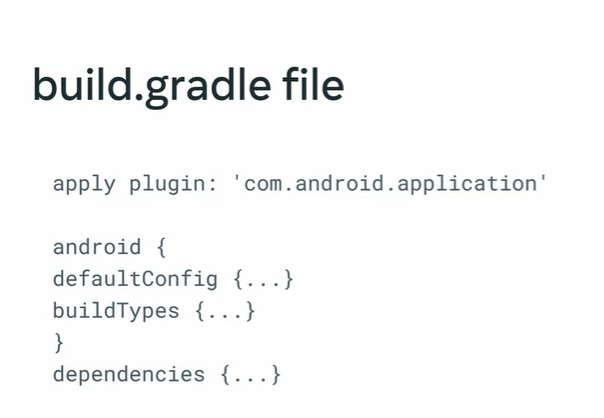 build.gradle file
apply plugin: 'com.android.application'
android {
defaultConfig {...}
buildTypes {...}
}
dependencies {...}